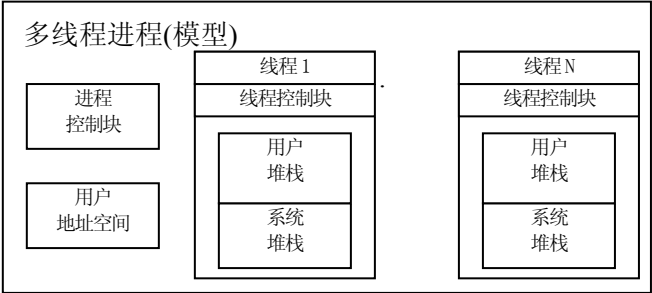 多线程进程(模型)
进程
控制块
用户
地址空间
线程1
线程控制块
用户
堆栈
系统
堆栈
.
线程N
线程控制块
用户
堆栈
系统
堆栈